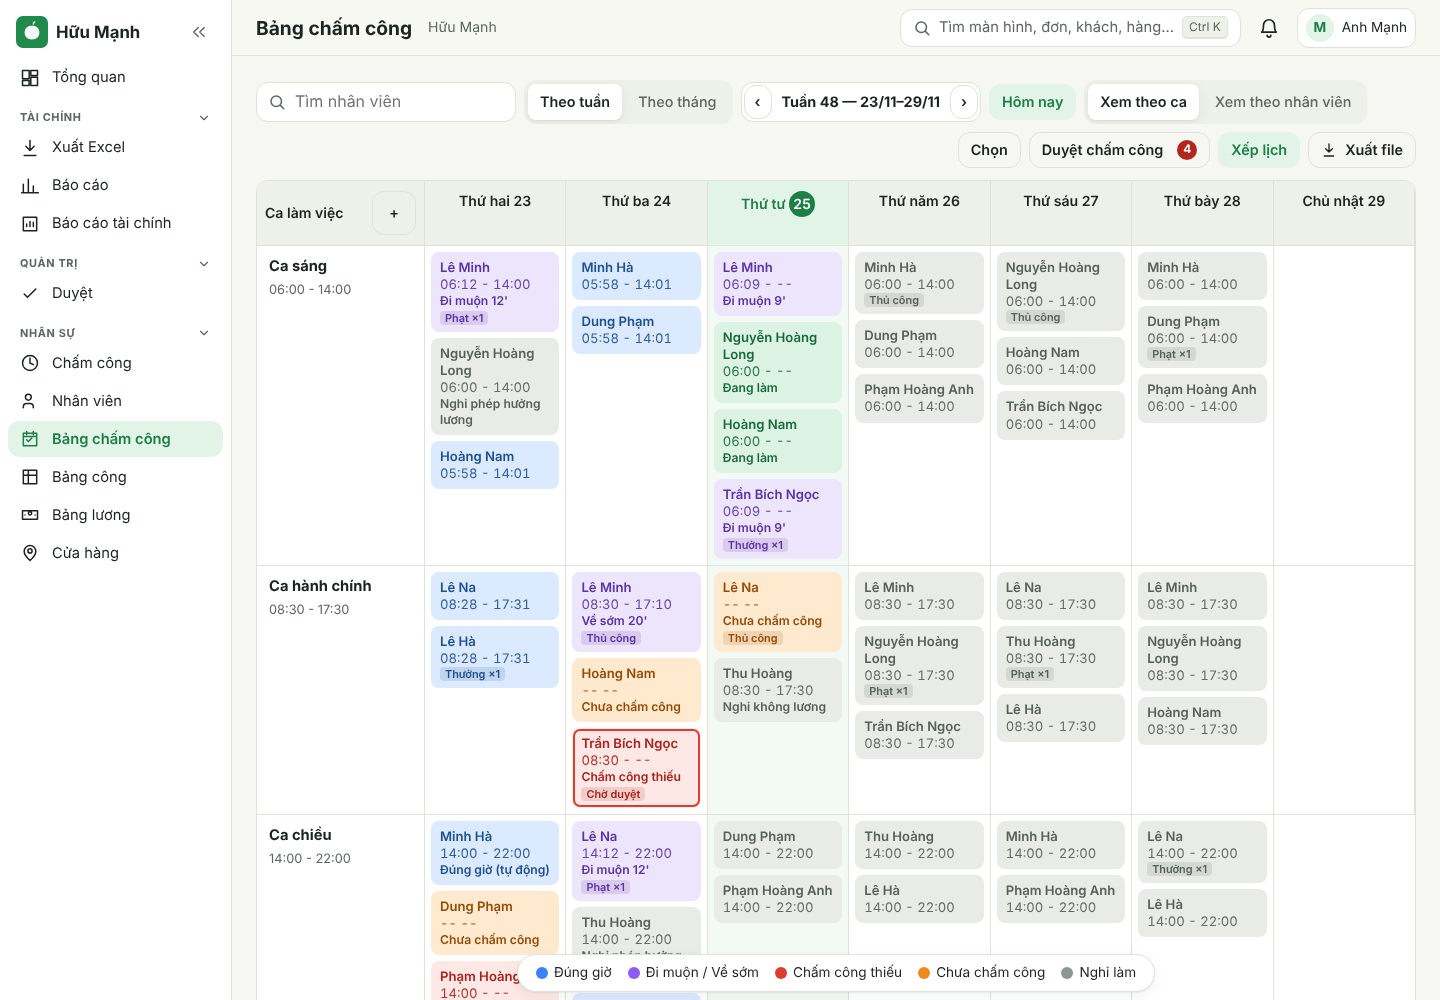 Hữu Mạnh
Tổng quan
TÀI CHÍNH
Xuất Excel
Báo cáo
Báo cáo tài chính
QUẢN TRỊ
Duyệt
NHÂN SỰ
Chấm công
Nhân viên
Bảng chấm công
Bảng công
Bảng lương
Cửa hàng
Bảng chấm công Hữu Mạnh
Tìm màn hình, đơn, khách, hàng... Ctrl K
M Anh Mạnh
Tìm nhân viên
Theo tuần Theo tháng
‹ Tuần 48 — 23/11–29/11 ›
Hôm nay
Xem theo ca Xem theo nhân viên
Chọn
Duyệt chấm công 4
Xếp lịch
Xuất file
Ca làm việc +
Thứ hai 23
Thứ ba 24
Thứ tư 25
Thứ năm 26
Thứ sáu 27
Thứ bảy 28
Chủ nhật 29
Ca sáng
06:00 - 14:00
Lê Minh
06:12 - 14:00
Đi muộn 12'
Phạt ×1
Nguyễn Hoàng
Long
06:00 - 14:00
Nghỉ phép hưởng
lương
Hoàng Nam
05:58 - 14:01
Minh Hà
05:58 - 14:01
Dung Phạm
05:58 - 14:01
Lê Minh
06:09 - --
Đi muộn 9'
Nguyễn Hoàng
Long
06:00 - --
Đang làm
Hoàng Nam
06:00 - --
Đang làm
Trần Bích Ngọc
06:09 - --
Đi muộn 9'
Thưởng ×1
Minh Hà
06:00 - 14:00
Thủ công
Dung Phạm
06:00 - 14:00
Phạm Hoàng Anh
06:00 - 14:00
Nguyễn Hoàng
Long
06:00 - 14:00
Thủ công
Hoàng Nam
06:00 - 14:00
Trần Bích Ngọc
06:00 - 14:00
Minh Hà
06:00 - 14:00
Dung Phạm
06:00 - 14:00
Phạt ×1
Phạm Hoàng Anh
06:00 - 14:00
Ca hành chính
08:30 - 17:30
Lê Na
08:28 - 17:31
Lê Hà
08:28 - 17:31
Thưởng ×1
Lê Minh
08:30 - 17:10
Về sớm 20'
Thủ công
Hoàng Nam
-- --
Chưa chấm công
Trần Bích Ngọc
08:30 - --
Chấm công thiếu
Chờ duyệt
Lê Na
-- --
Chưa chấm công
Thủ công
Thu Hoàng
08:30 - 17:30
Nghỉ không lương
Lê Minh
08:30 - 17:30
Nguyễn Hoàng
Long
08:30 - 17:30
Phạt ×1
Trần Bích Ngọc
08:30 - 17:30
Lê Na
08:30 - 17:30
Thu Hoàng
08:30 - 17:30
Phạt ×1
Lê Hà
08:30 - 17:30
Lê Minh
08:30 - 17:30
Nguyễn Hoàng
Long
08:30 - 17:30
Hoàng Nam
08:30 - 17:30
Ca chiều
14:00 - 22:00
Minh Hà
14:00 - 22:00
Đúng giờ (tự động)
Dung Phạm
-- --
Chưa chấm công
Phạm Hoàng
14:00 - --
Lê Na
14:12 - 22:00
Đi muộn 12'
Phạt ×1
Thu Hoàng
14:00 - 22:00
Dung Phạm
14:00 - 22:00
Phạm Hoàng Anh
14:00 - 22:00
Thu Hoàng
14:00 - 22:00
Lê Hà
14:00 - 22:00
Minh Hà
14:00 - 22:00
Phạm Hoàng Anh
14:00 - 22:00
Lê Na
14:00 - 22:00
Thưởng ×1
Lê Hà
14:00 - 22:00
Đúng giờ Đi muộn / Về sớm Chấm công thiếu Chưa chấm công Nghỉ làm